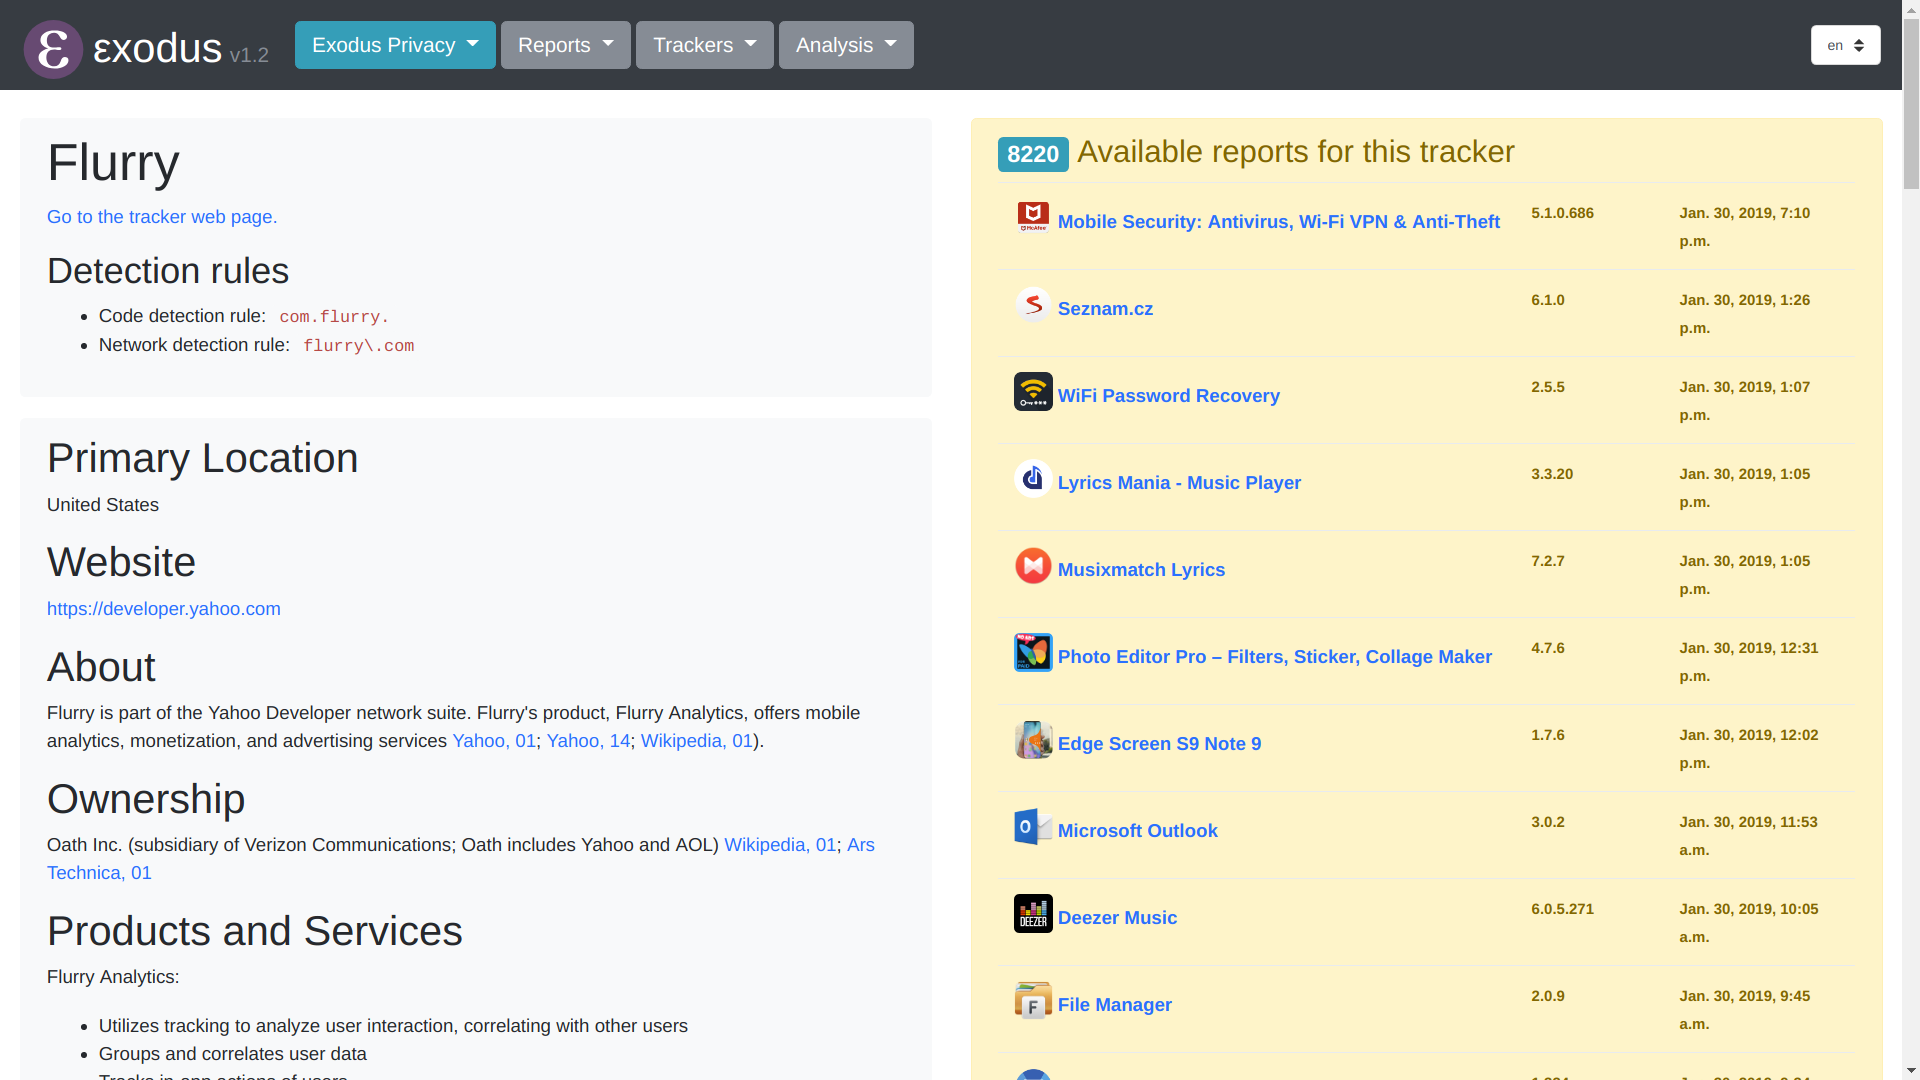 εxodus v1.2
Exodus Privacy
Reports
Trackers
Analysis
en
Flurry
Go to the tracker web page.
Detection rules
Code detection rule: com.flurry.
Network detection rule: flurry\.com
Primary Location
United States
Website
https://developer.yahoo.com
About
Flurry is part of the Yahoo Developer network suite. Flurry's product, Flurry Analytics, offers mobile
analytics, monetization, and advertising services Yahoo, 01; Yahoo, 14; Wikipedia, 01).
Ownership
Oath Inc. (subsidiary of Verizon Communications; Oath includes Yahoo and AOL) Wikipedia, 01; Ars
Technica, 01
Products and Services
Flurry Analytics:
Utilizes tracking to analyze user interaction, correlating with other users
Groups and correlates user data
Tracks in-app actions of users
8220 Available reports for this tracker
Mobile Security: Antivirus, Wi-Fi VPN & Anti-Theft 5.1.0.686 Jan. 30, 2019, 7:10
p.m.
Seznam.cz 6.1.0 Jan. 30, 2019, 1:26
p.m.
WiFi Password Recovery 2.5.5 Jan. 30, 2019, 1:07
p.m.
Lyrics Mania - Music Player 3.3.20 Jan. 30, 2019, 1:05
p.m.
Musixmatch Lyrics 7.2.7 Jan. 30, 2019, 1:05
p.m.
Photo Editor Pro – Filters, Sticker, Collage Maker 4.7.6 Jan. 30, 2019, 12:31
p.m.
Edge Screen S9 Note 9 1.7.6 Jan. 30, 2019, 12:02
p.m.
Microsoft Outlook 3.0.2 Jan. 30, 2019, 11:53
a.m.
DEEZER
Deezer Music 6.0.5.271 Jan. 30, 2019, 10:05
a.m.
File Manager 2.0.9 Jan. 30, 2019, 9:45
a.m.